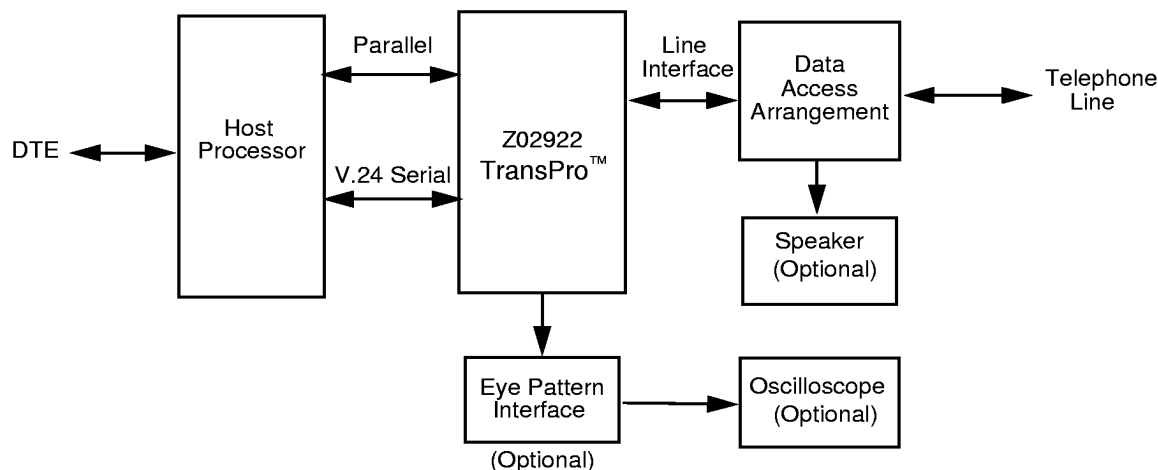 DTE
Host
Processor
Parallel
V.24 Serial
Z02922
TransPro™
Line
Interface
Data
Access
Arrangement
Telephone
Line
Speaker
(Optional)
Eye Pattern
Interface
(Optional)
Oscilloscope
(Optional)